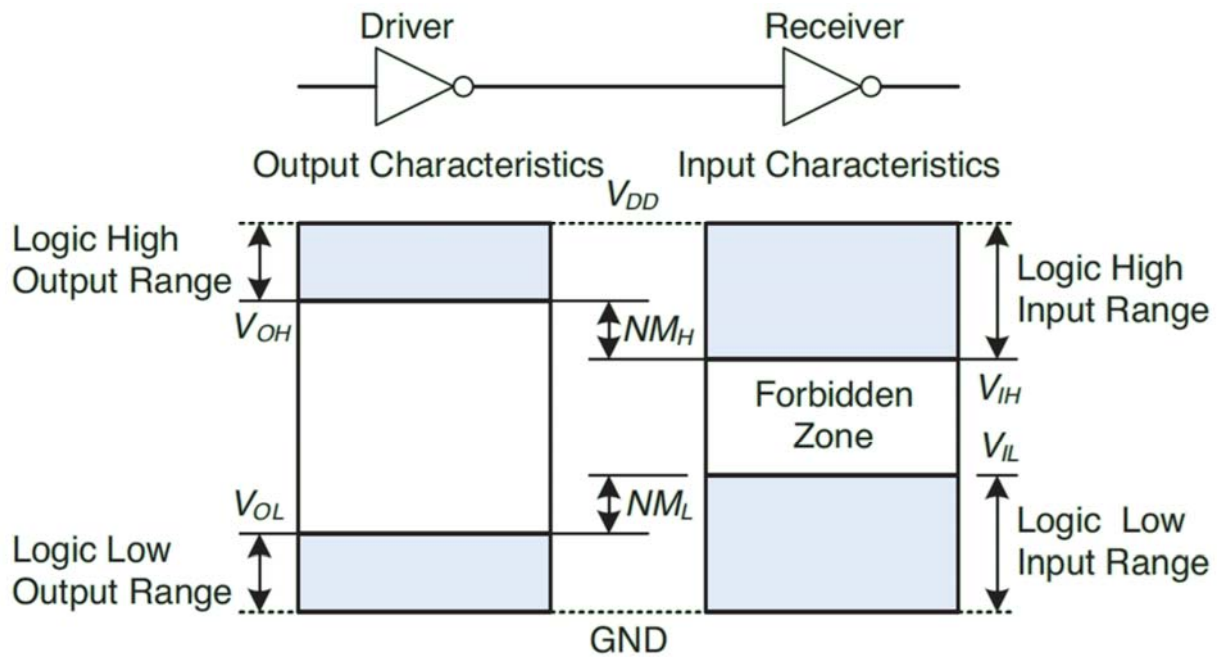 Driver
Receiver
Output Characteristics
Input Characteristics
VDD
Logic High
Output Range
Logic High
Input Range
VOH
NMH
Forbidden
Zone
VIH
VIL
VOL
NML
Logic Low
Output Range
Logic Low
Input Range
GND